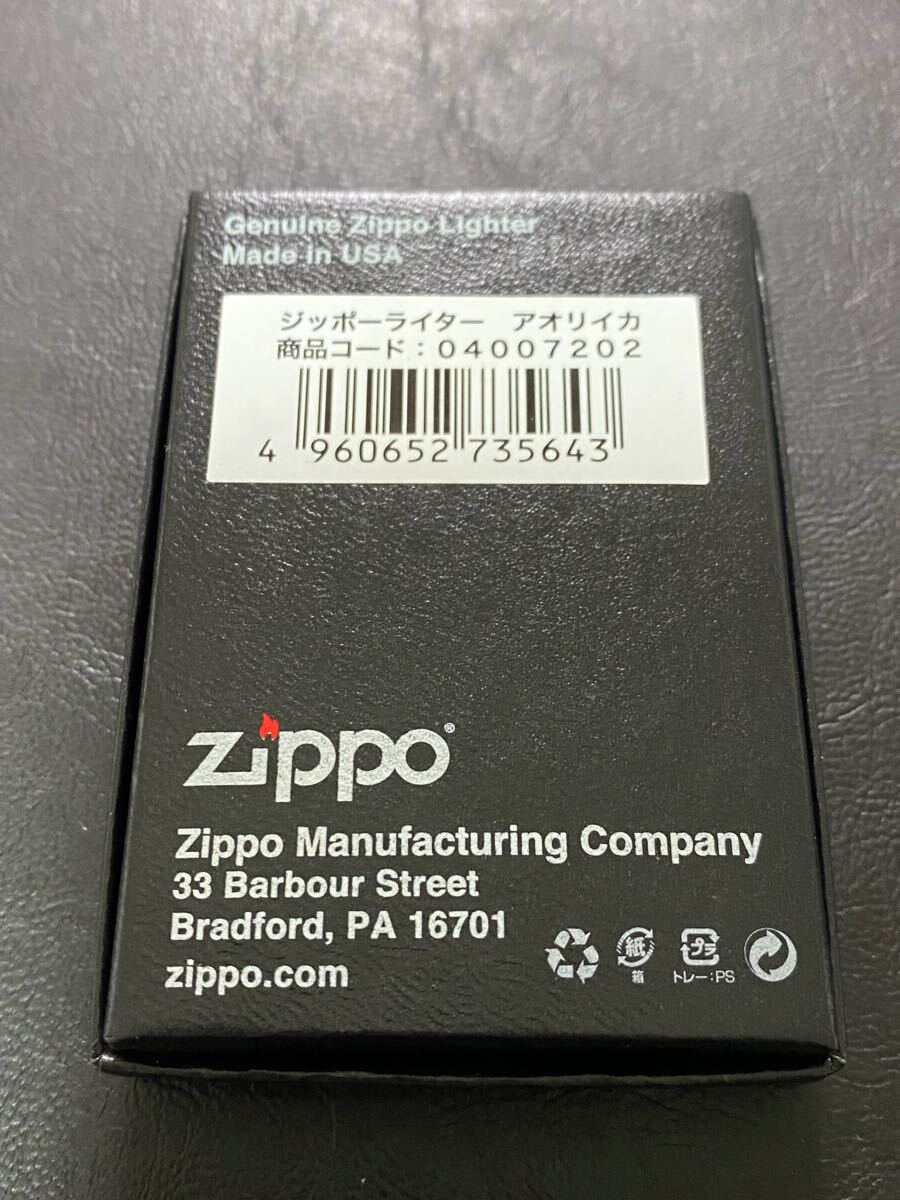 Genuine Zippo Lighter
Made in USA
ジッポーライター　アオリイカ
商品コード：04007202
4 960652 735643
zippo®
Zippo Manufacturing Company
33 Barbour Street
Bradford, PA 16701
zippo.com
紙 プラ
箱 トレー：PS